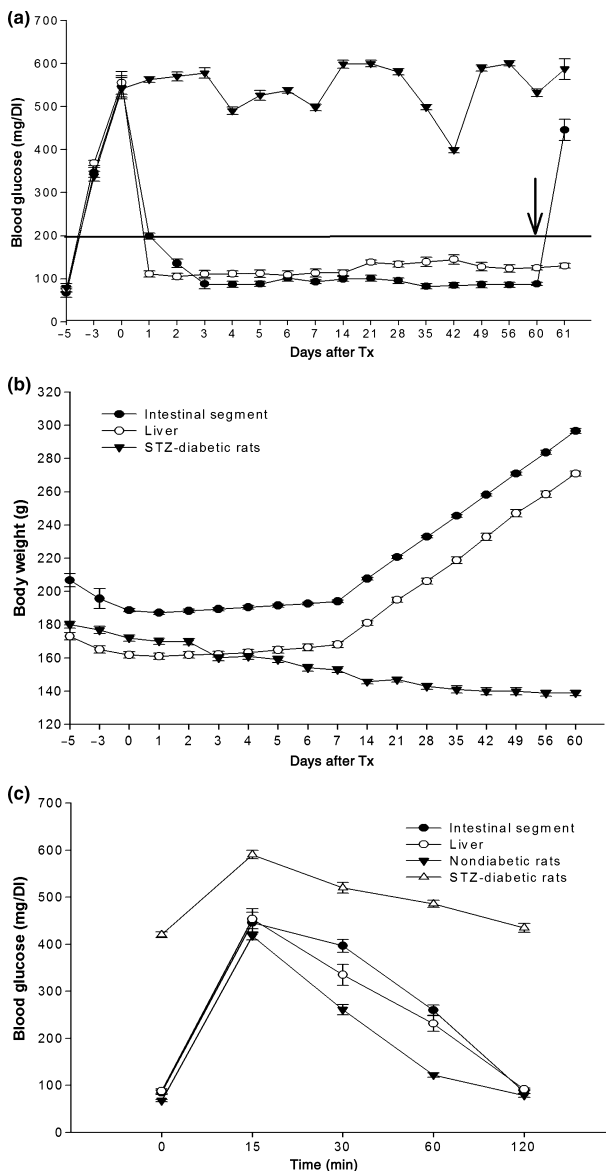 (a)
700
600
500
400
300
200
100
0
Blood glucose (mg/Dl)
−5 −3 0 1 2 3 4 5 6 7 14 21 28 35 42 49 56 60 61
Days after Tx
(b)
320
300
280
260
240
220
200
180
160
140
120
Body weight (g)
Intestinal segment
Liver
STZ-diabetic rats
−5 −3 0 1 2 3 4 5 6 7 14 21 28 35 42 49 56 60
Days after Tx
(c)
700
600
500
400
300
200
100
0
Blood glucose (mg/Dl)
Intestinal segment
Liver
Nondiabetic rats
STZ-diabetic rats
0 15 30 60 120
Time (min)